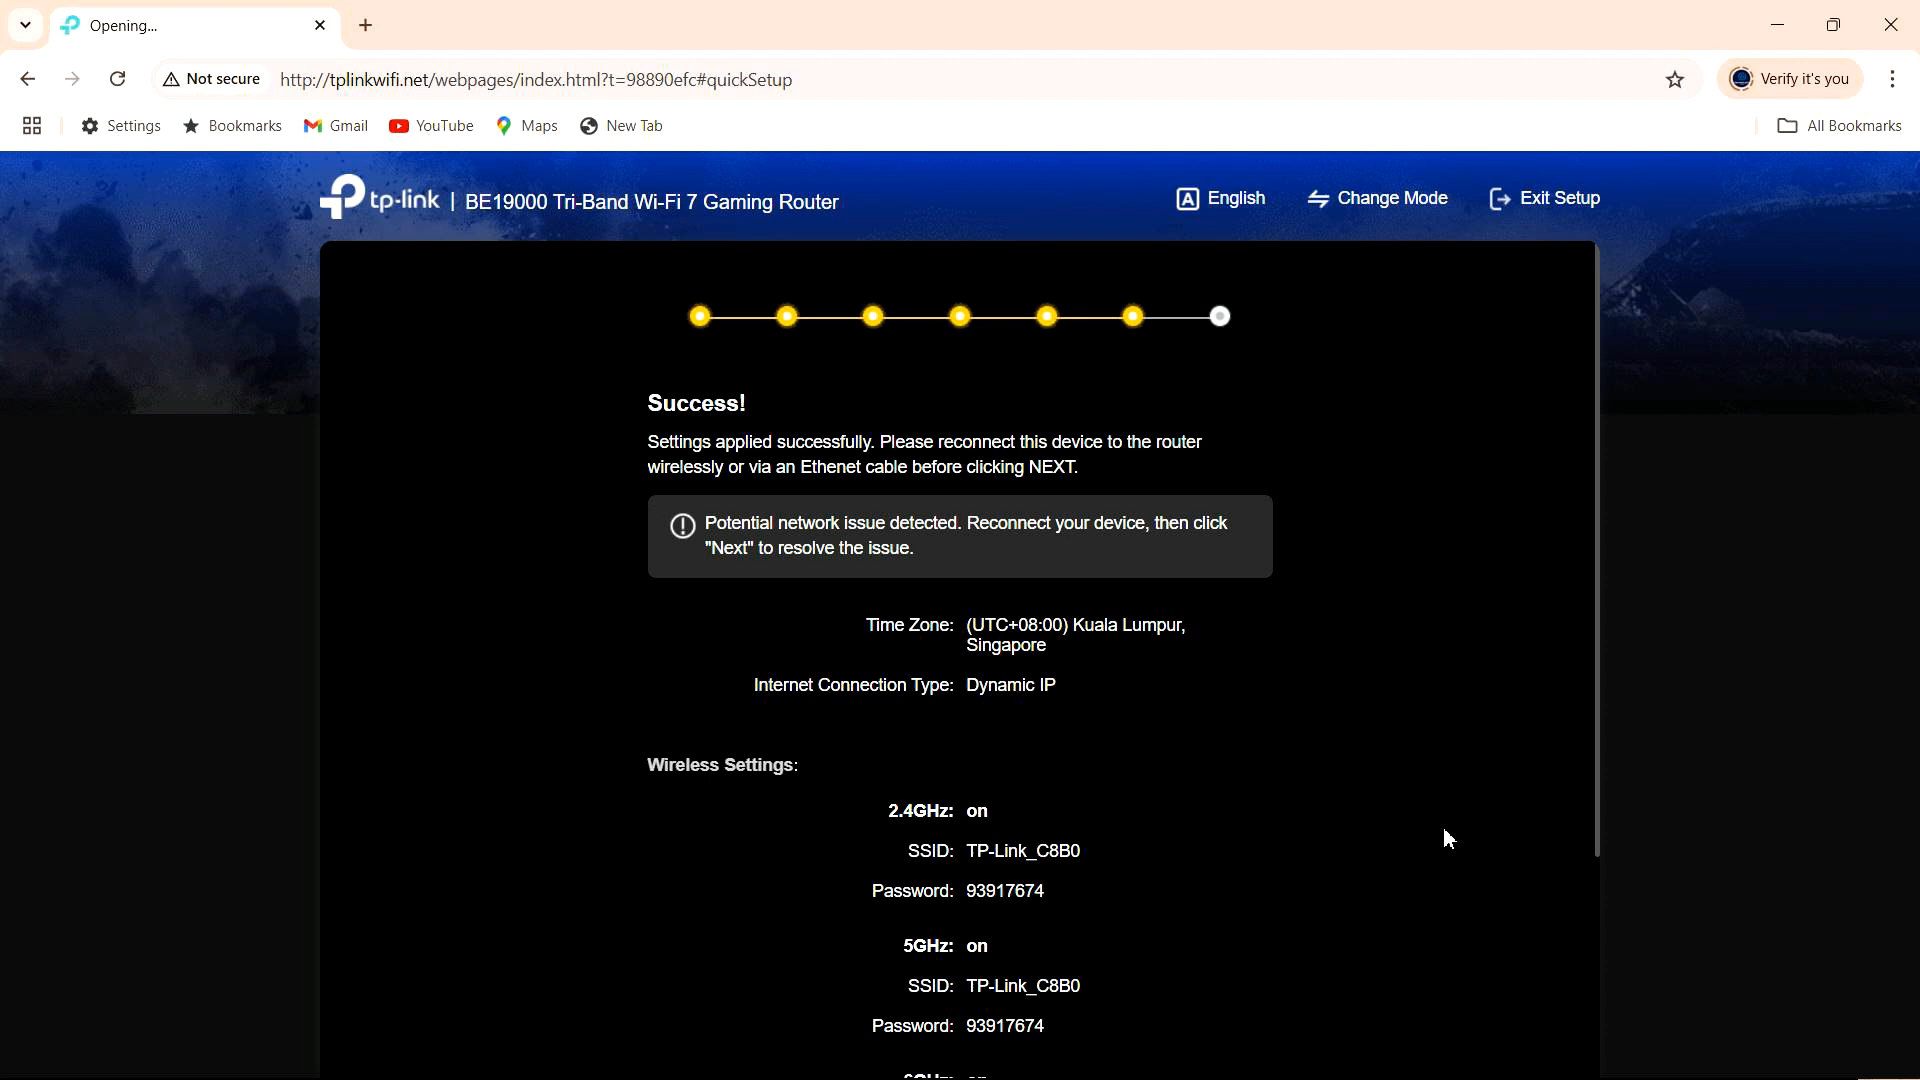 Opening...
Not secure
http://tplinkwifi.net/webpages/index.html?t=98890efc#quickSetup
Verify it's you
Settings
Bookmarks
Gmail
YouTube
Maps
New Tab
All Bookmarks
tp-link | BE19000 Tri-Band Wi-Fi 7 Gaming Router
A English
Change Mode
Exit Setup
Success!
Settings applied successfully. Please reconnect this device to the router
wirelessly or via an Ethenet cable before clicking NEXT.
Potential network issue detected. Reconnect your device, then click
"Next" to resolve the issue.
Time Zone: (UTC+08:00) Kuala Lumpur,
Singapore
Internet Connection Type: Dynamic IP
Wireless Settings:
2.4GHz: on
SSID: TP-Link_C8B0
Password: 93917674
5GHz: on
SSID: TP-Link_C8B0
Password: 93917674